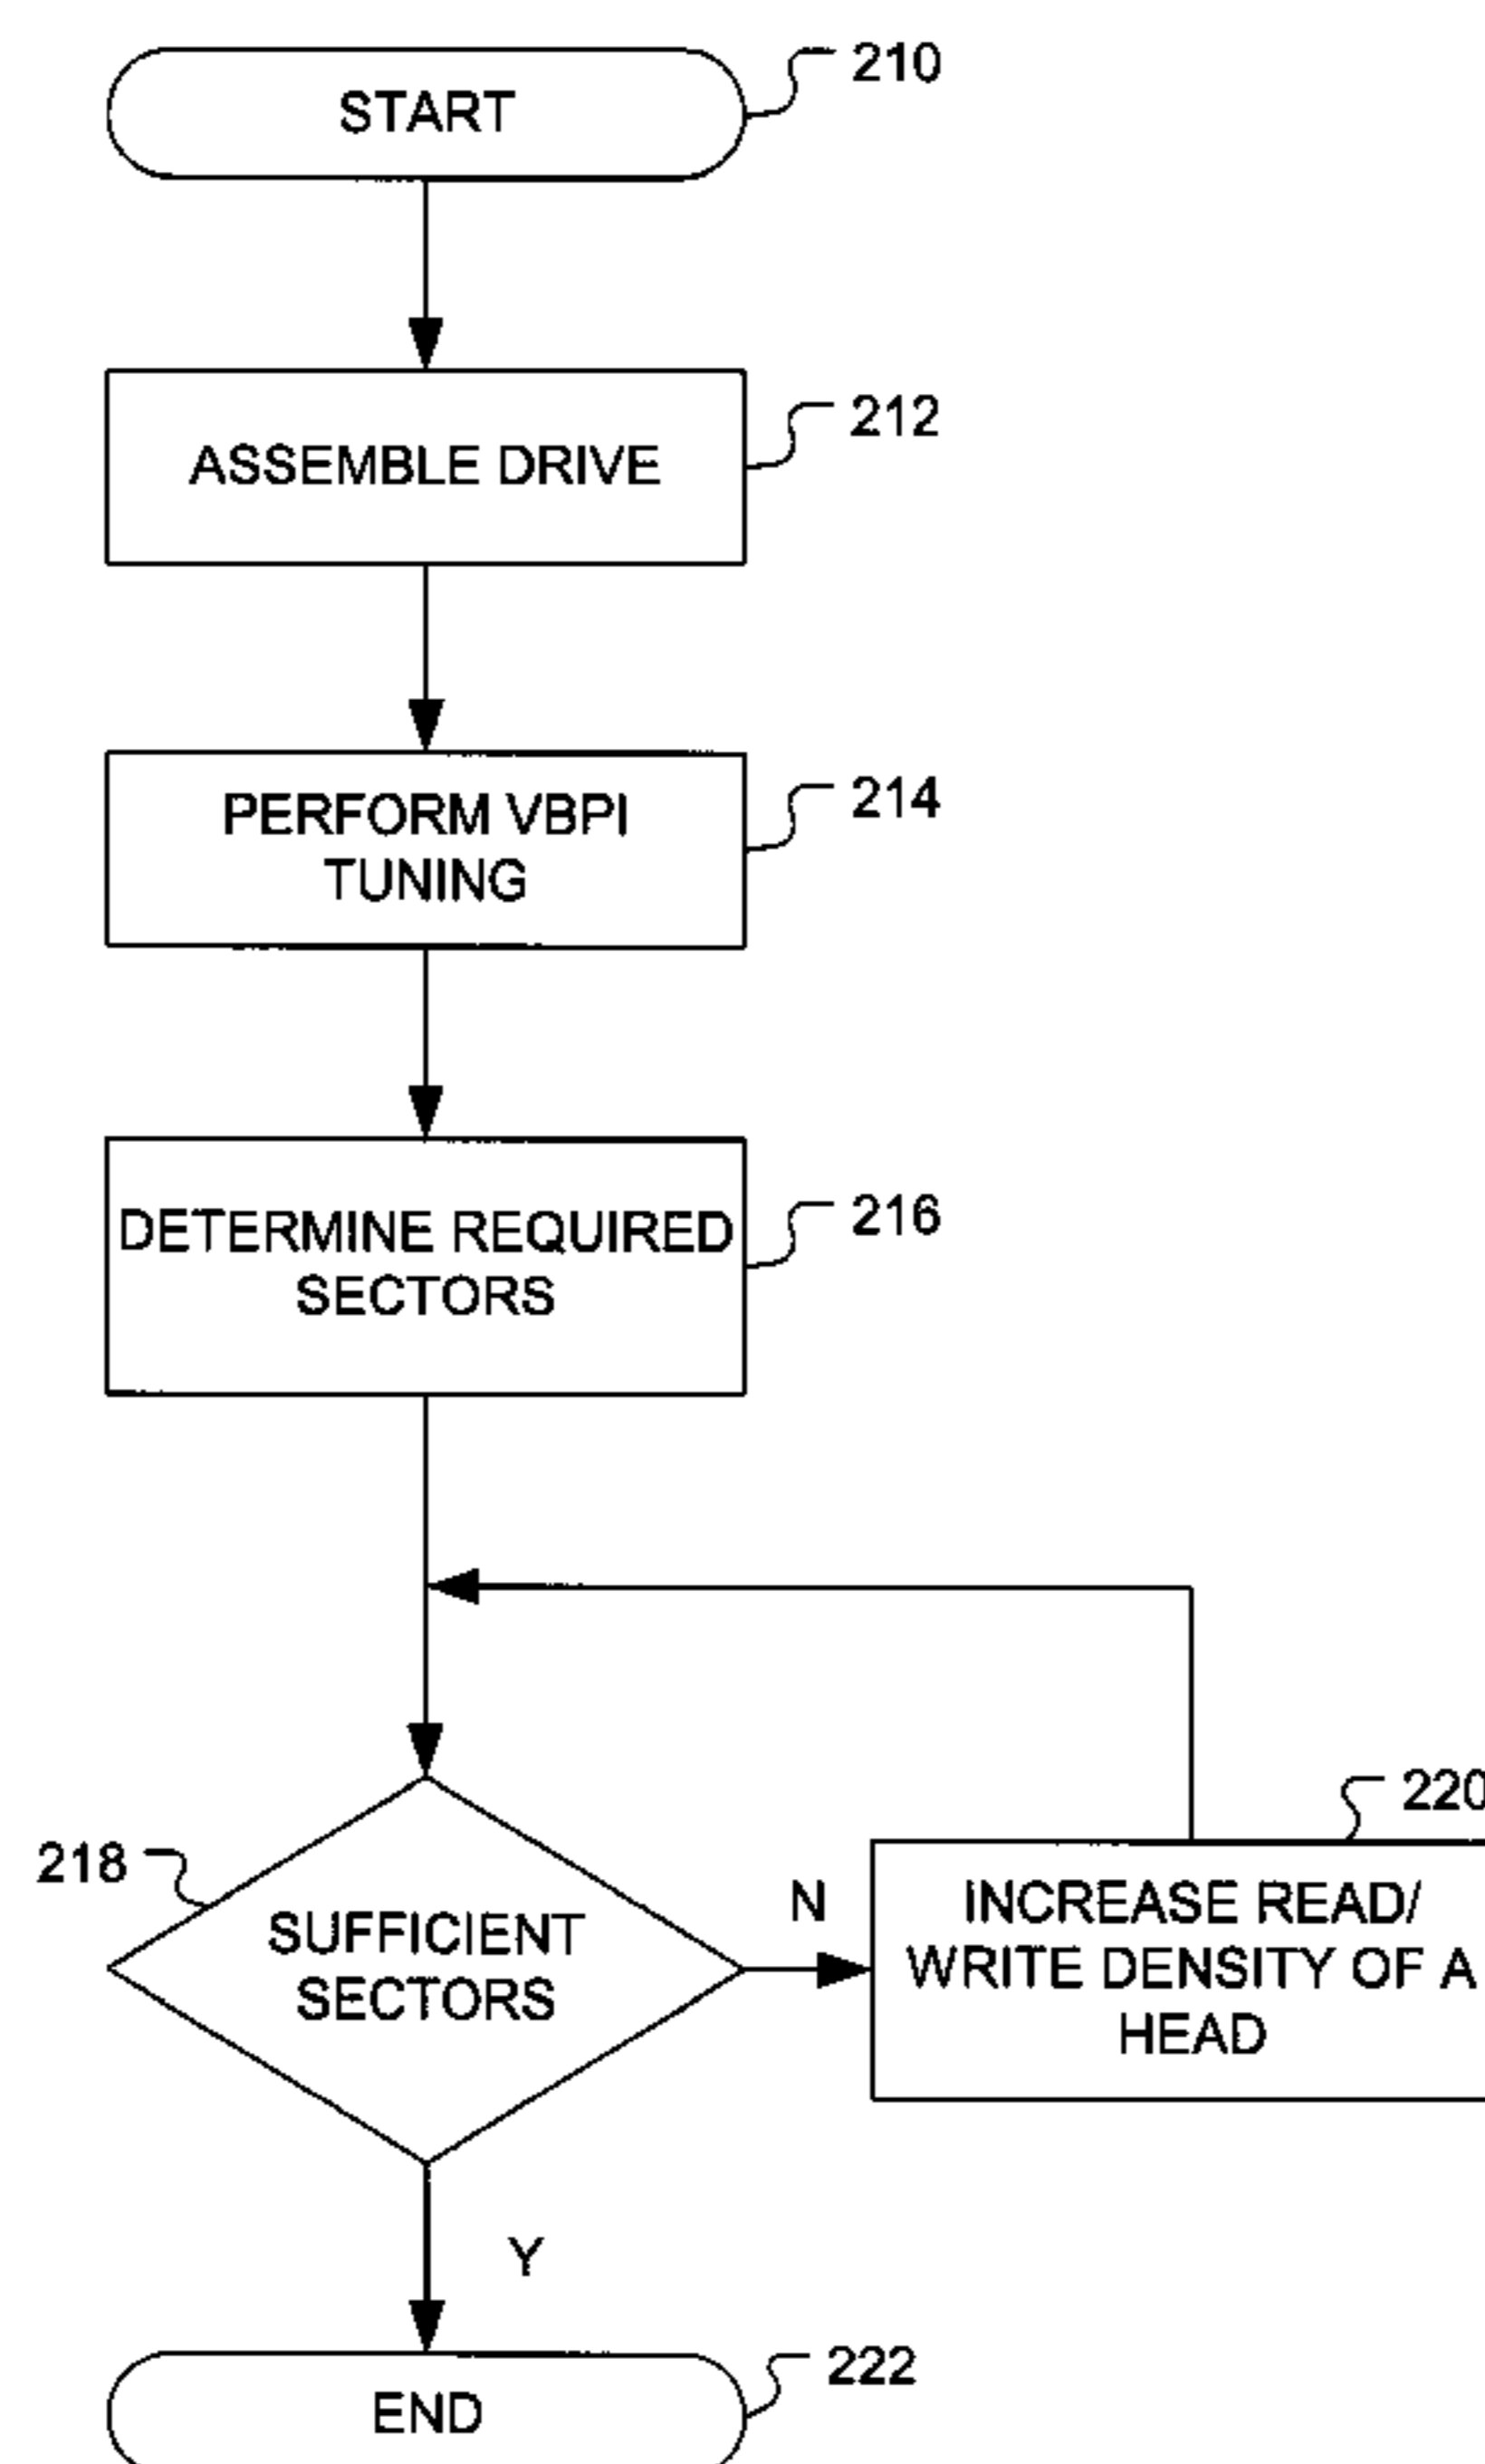 START
210
ASSEMBLE DRIVE
212
PERFORM VBPI
TUNING
214
DETERMINE REQUIRED
SECTORS
216
218
SUFFICIENT
SECTORS
N
220
INCREASE READ/
WRITE DENSITY OF A
HEAD
Y
END
222